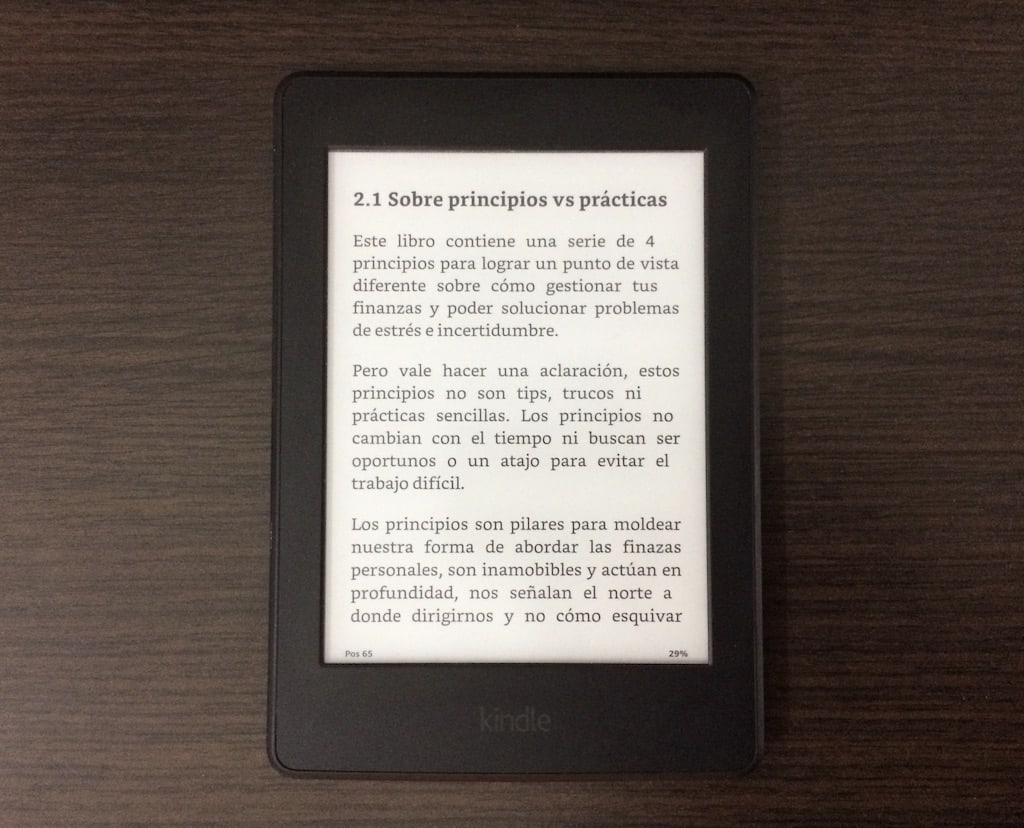 2.1 Sobre principios vs prácticas
Este libro contiene una serie de 4
principios para lograr un punto de vista
diferente sobre cómo gestionar tus
finanzas y poder solucionar problemas
de estrés e incertidumbre.
Pero vale hacer una aclaración, estos
principios no son tips, trucos ni
prácticas sencillas. Los principios no
cambian con el tiempo ni buscan ser
oportunos o un atajo para evitar el
trabajo difícil.
Los principios son pilares para moldear
nuestra forma de abordar las finazas
personales, son inamobibles y actúan en
profundidad, nos señalan el norte a
donde dirigirnos y no cómo esquivar
Pos 65 29%
kindle